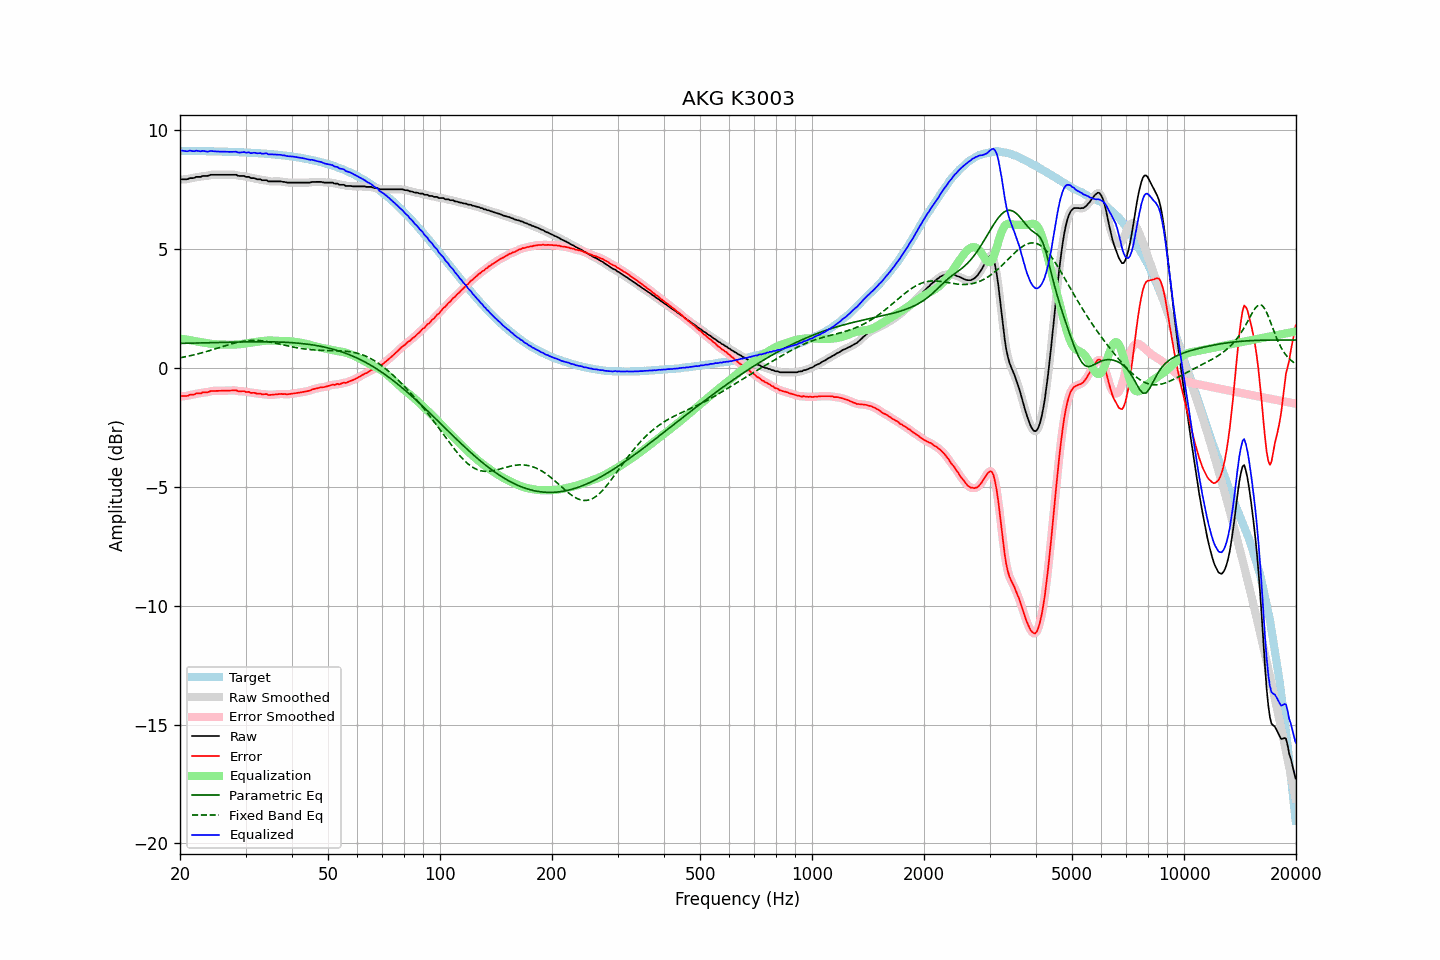 AKG K3003
Amplitude (dBr)
10
5
0
−5
−10
−15
−20
Target
Raw Smoothed
Error Smoothed
Raw
Error
Equalization
Parametric Eq
Fixed Band Eq
Equalized
20 50 100 200 500 1000 2000 5000 10000 20000
Frequency (Hz)